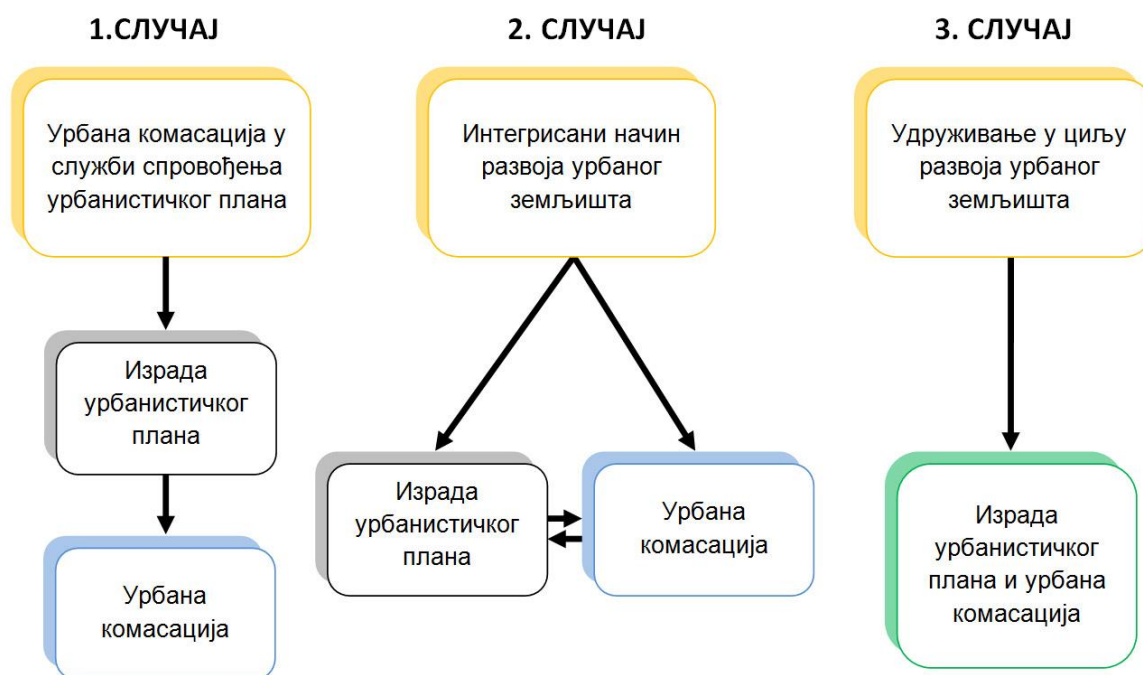 1.СЛУЧАЈ
Урбана комасација у
служби спровођења
урбанистичког плана
Израда
урбанистичког
плана
Урбана
комасација
2. СЛУЧАЈ
Интегрисани начин
развоја урбаног
земљишта
Израда
урбанистичког
плана
Урбана
комасација
3. СЛУЧАЈ
Удруживање у циљу
развоја урбаног
земљишта
Израда
урбанистичког
плана и урбана
комасација